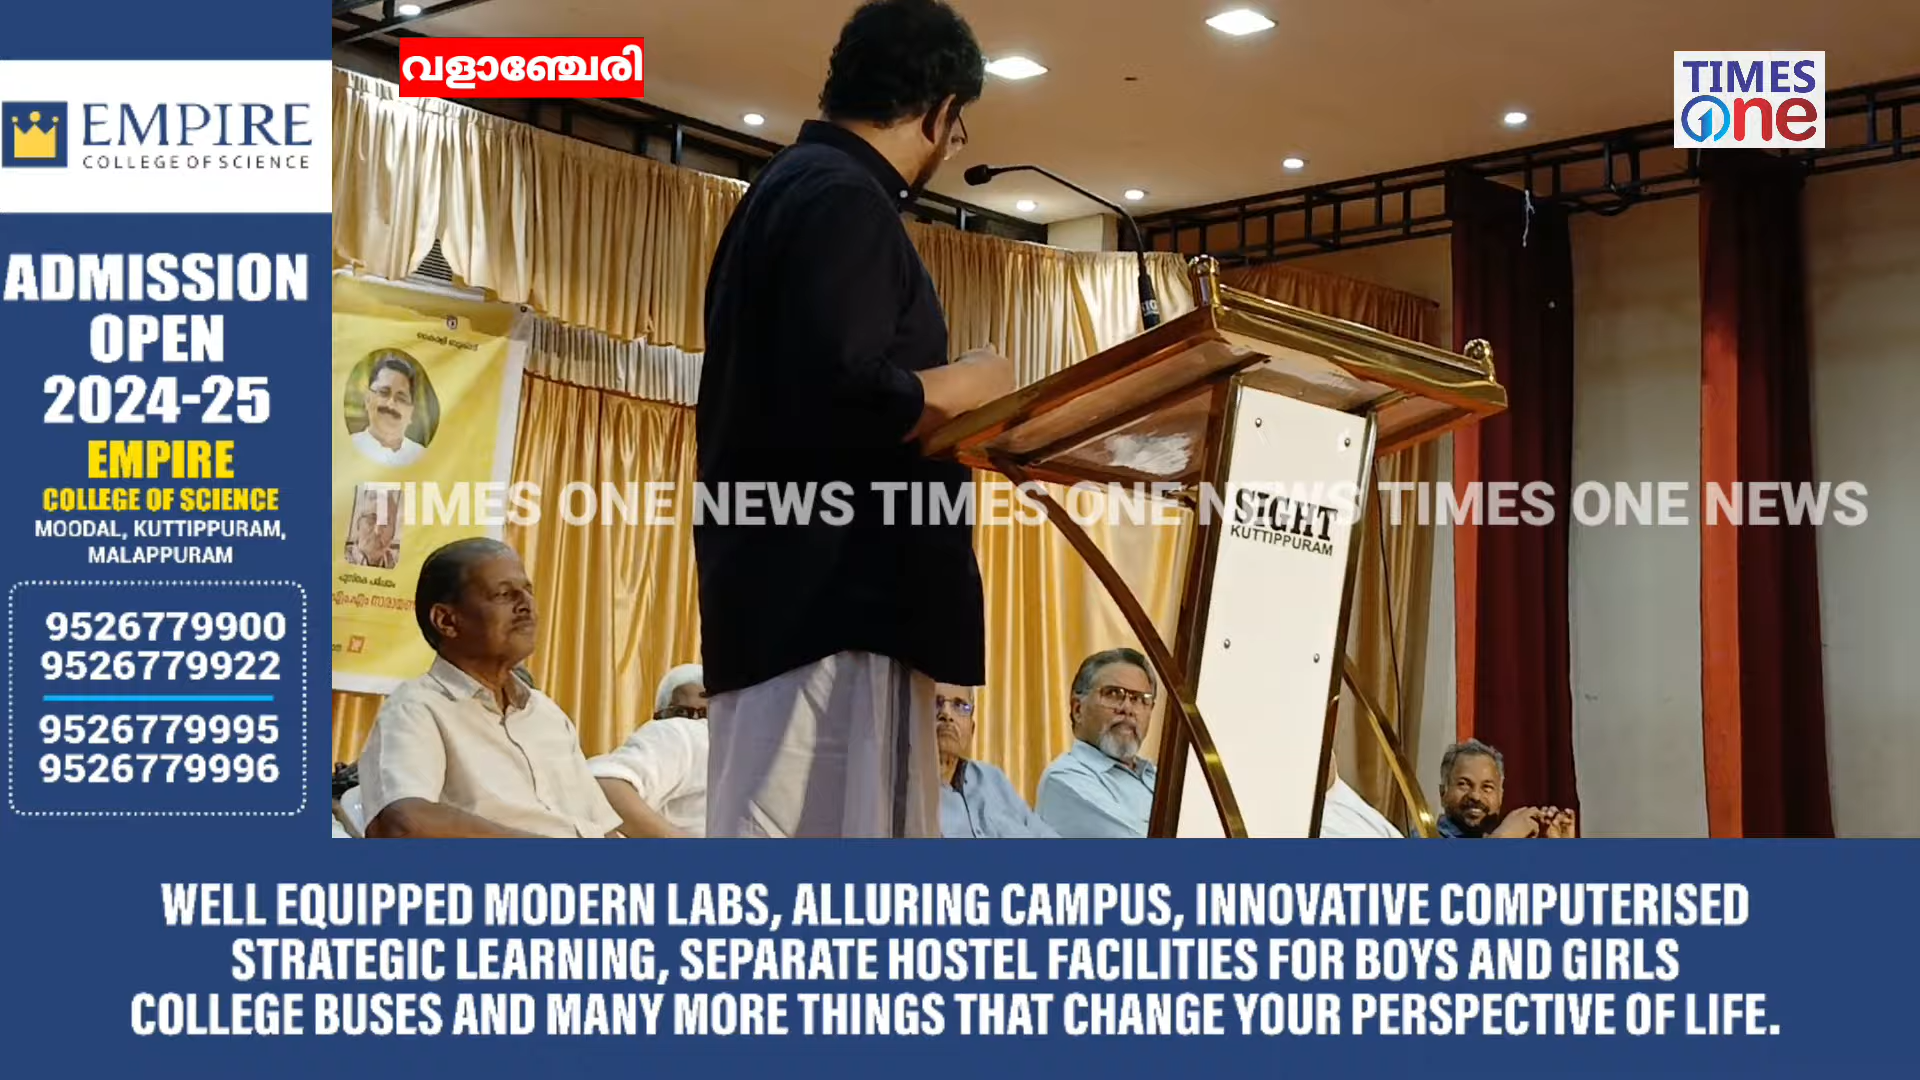 EMPIRE
COLLEGE OF SCIENCE
ADMISSION
OPEN
2024-25
EMPIRE
COLLEGE OF SCIENCE
MOODAL, KUTTIPPURAM,
MALAPPURAM
9526779900
9526779922
9526779995
9526779996
വളാഞ്ചേരി
TIMES
One
TIMES ONE NEWS TIMES ONE NEWS TIMES ONE NEWS
SIGHT
KUTTIPPURAM
പുസ്തക പരിചയം
WELL EQUIPPED MODERN LABS, ALLURING CAMPUS, INNOVATIVE COMPUTERISED
STRATEGIC LEARNING, SEPARATE HOSTEL FACILITIES FOR BOYS AND GIRLS
COLLEGE BUSES AND MANY MORE THINGS THAT CHANGE YOUR PERSPECTIVE OF LIFE.